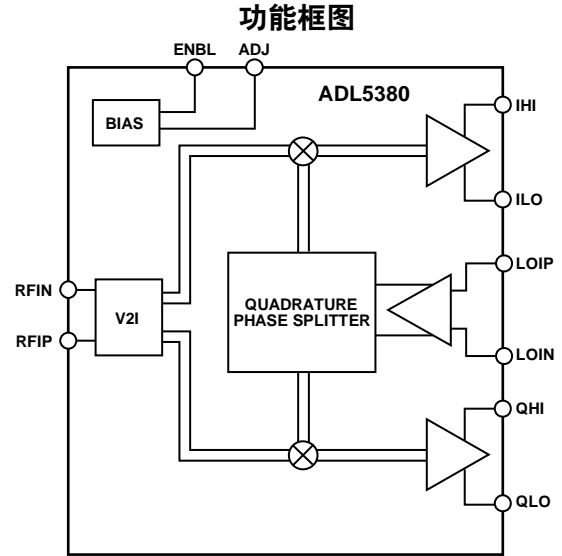 功能框图
ENBL ADJ
ADL5380
BIAS
IHI
ILO
RFIN
RFIP
V2I
QUADRATURE
PHASE SPLITTER
LOIP
LOIN
QHI
QLO